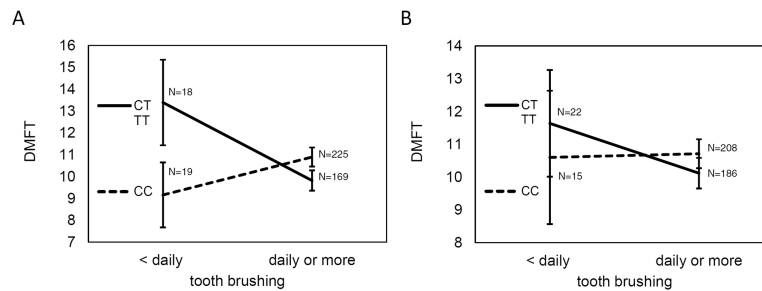 A
DMFT
16
15
14
13
12
11
10
9
8
7
CT
TT
CC
N=18
N=19
N=225
N=169
< daily
daily or more
tooth brushing
B
DMFT
14
13
12
11
10
9
8
CT
TT
CC
N=22
N=15
N=208
N=186
< daily
daily or more
tooth brushing